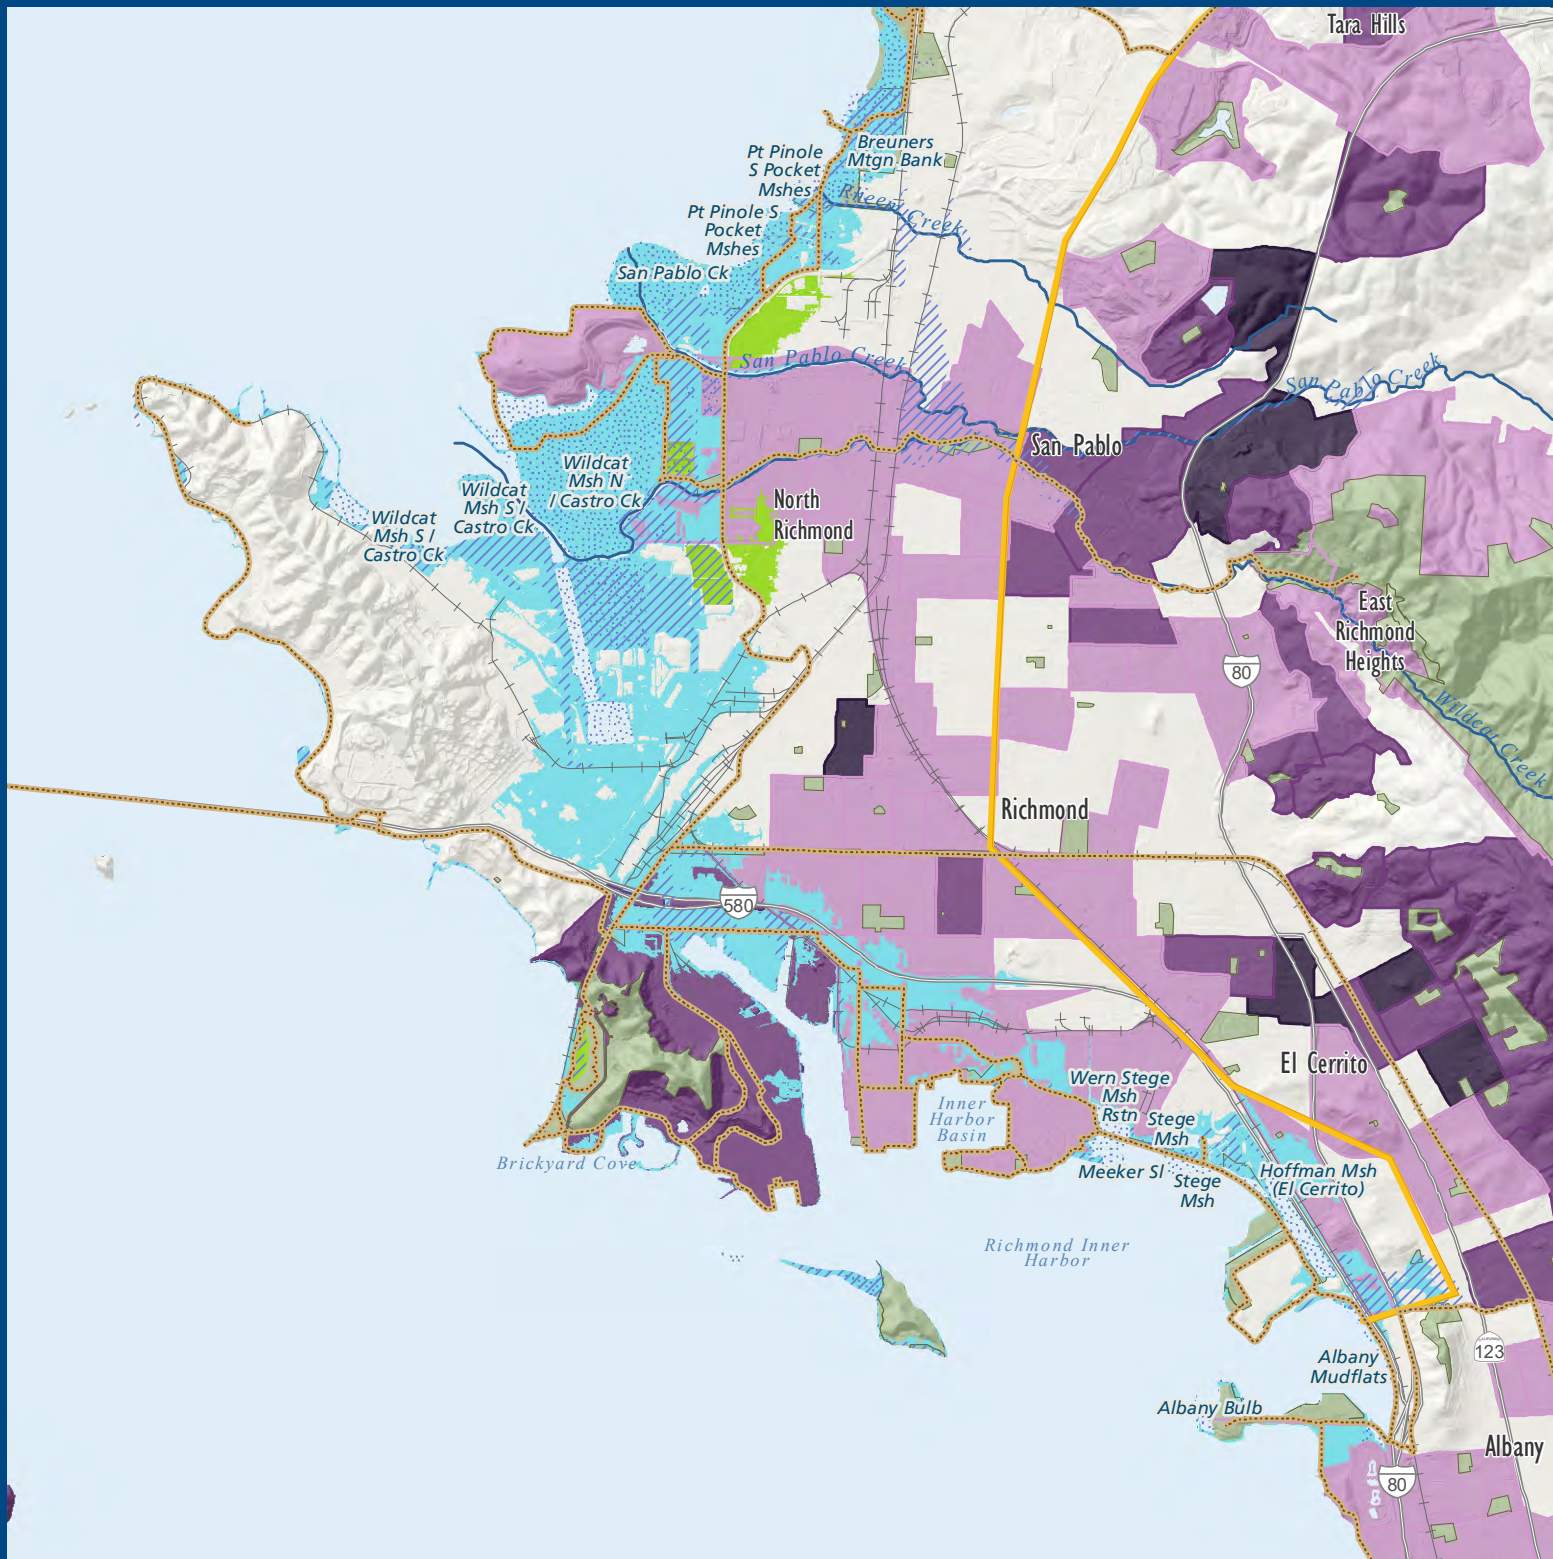 Tara Hills
Pt Pinole
S Pocket
Mshes
Breuners
Mtgn Bank
Rheem Creek
Pt Pinole S
Pocket
Mshes
San Pablo Ck
San Pablo Creek
San Pablo Creek
San Pablo
Wildcat
Msh N
/ Castro Ck
Wildcat
Msh S /
Castro Ck
Wildcat
Msh S /
Castro Ck
North
Richmond
East
Richmond
Heights
80
Wildcat Creek
Richmond
580
El Cerrito
Wern Stege
Msh
Rstn
Stege
Msh
Inner
Harbor
Basin
Brickyard Cove
Meeker Sl
Stege
Msh
Hoffman Msh
(El Cerrito)
Richmond Inner
Harbor
CALIFORNIA
123
Albany
Mudflats
Albany Bulb
Albany
80